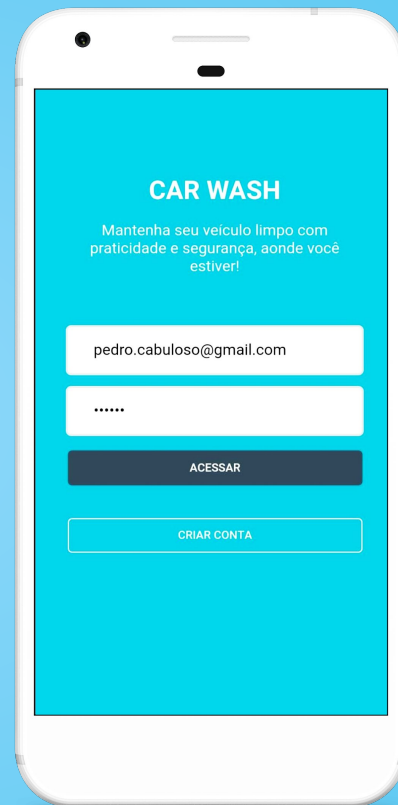 CAR WASH
Mantenha seu veículo limpo com
praticidade e segurança, aonde você
estiver!
pedro.cabuloso@gmail.com
••••••
ACESSAR
CRIAR CONTA